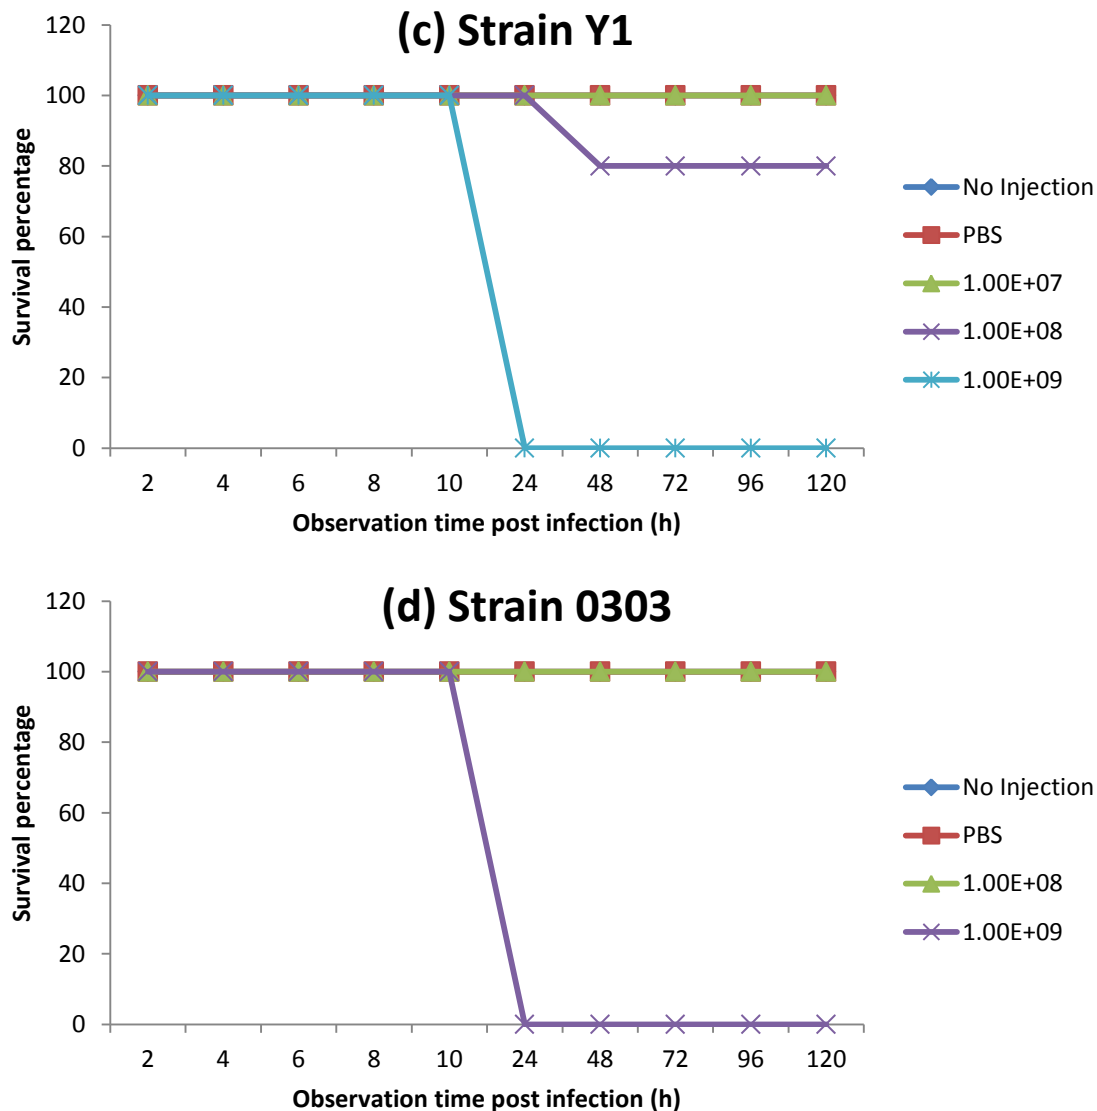 (c) Strain Y1
120
100
80
60
40
20
0
Survival percentage
2 4 6 8 10 24 48 72 96 120
Observation time post infection (h)
No Injection
PBS
1.00E+07
1.00E+08
1.00E+09
(d) Strain 0303
120
100
80
60
40
20
0
Survival percentage
2 4 6 8 10 24 48 72 96 120
Observation time post infection (h)
No Injection
PBS
1.00E+08
1.00E+09